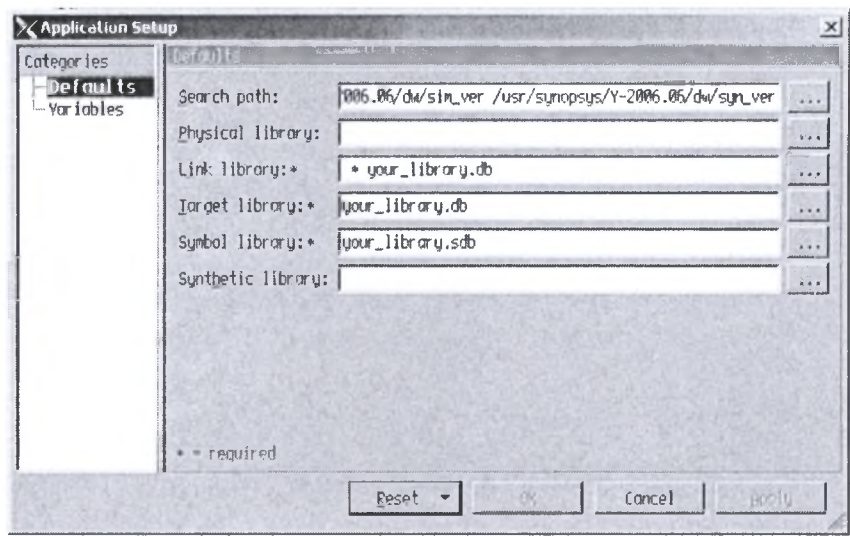 Application Setup
Categories
Defaults
Variables
Defaults
Search path:
006.06/dw/sim_ver /usr/synopsys/Y-2006.06/dw/syn_ver
...
Physical library:
...
Link library:*
* your_library.db
...
Target library:*
your_library.db
...
Symbol library:*
your_library.sdb
...
Synthetic library:
...
* = required
Reset
OK
Cancel
Apply